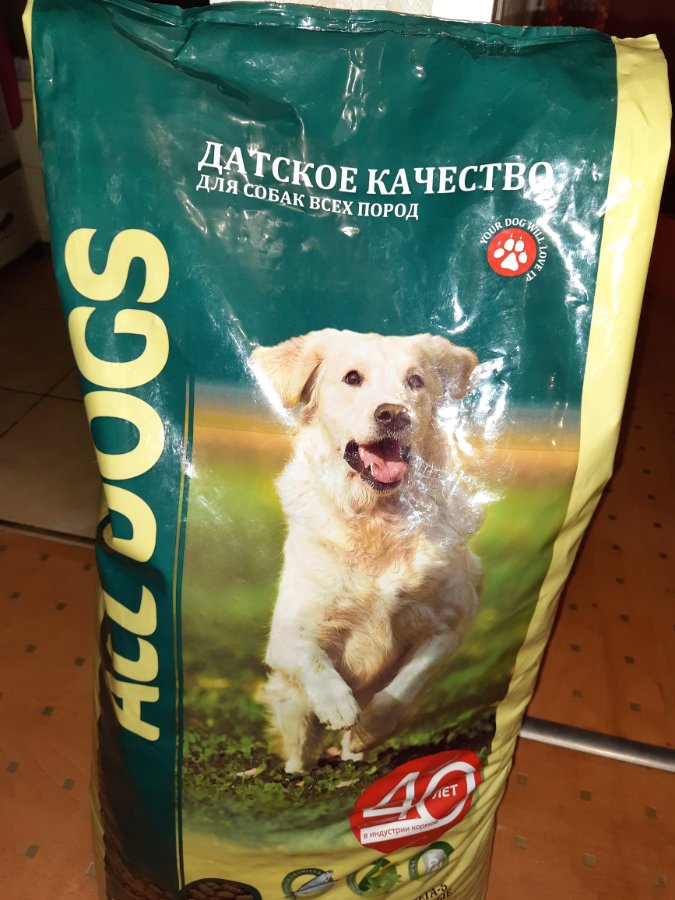 ДАТСКОЕ КАЧЕСТВО
ДЛЯ СОБАК ВСЕХ ПОРОД
YOUR DOG WILL LOVE IT!
ALL DOGS
40 ЛЕТ
в индустрии кормов